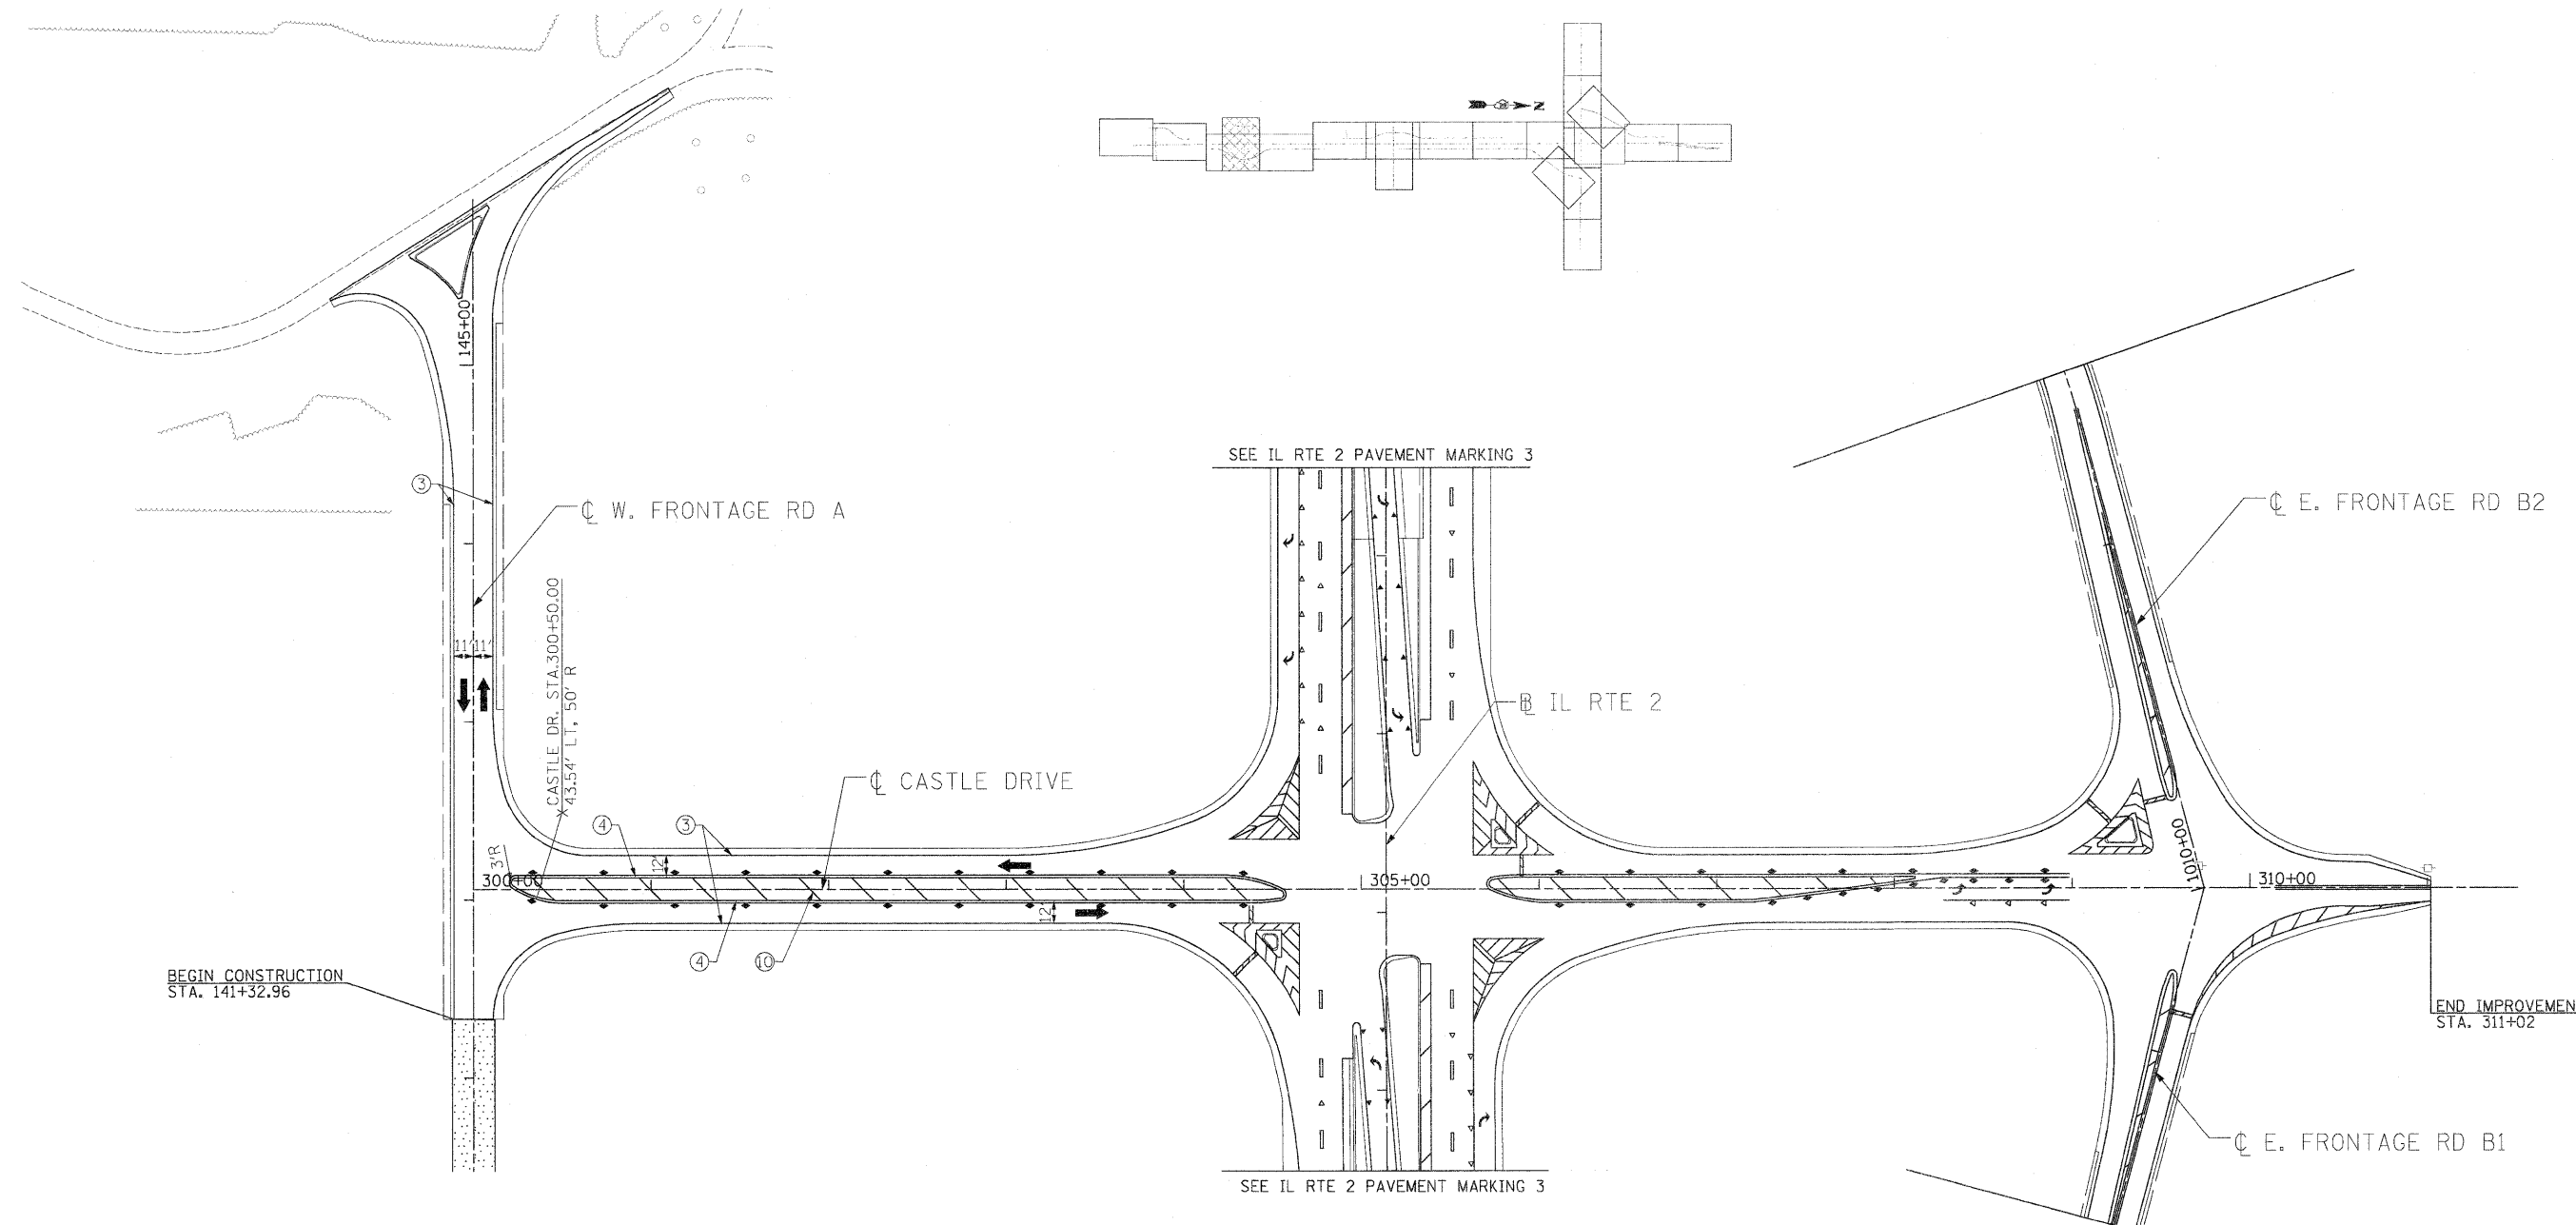 N
145+00
SEE IL RTE 2 PAVEMENT MARKING 3
③
℄ W. FRONTAGE RD A
℄ E. FRONTAGE RD B2
CASTLE DR. STA.300+50.00
43.54' LT, 50' R
11' 11'
℄ IL RTE 2
℄ CASTLE DRIVE
④
③
12'
3'R
300+00
305+00
1010+00
310+00
12'
④
⑩
BEGIN CONSTRUCTION
STA. 141+32.96
END IMPROVEMEN
STA. 311+02
℄ E. FRONTAGE RD B1
SEE IL RTE 2 PAVEMENT MARKING 3